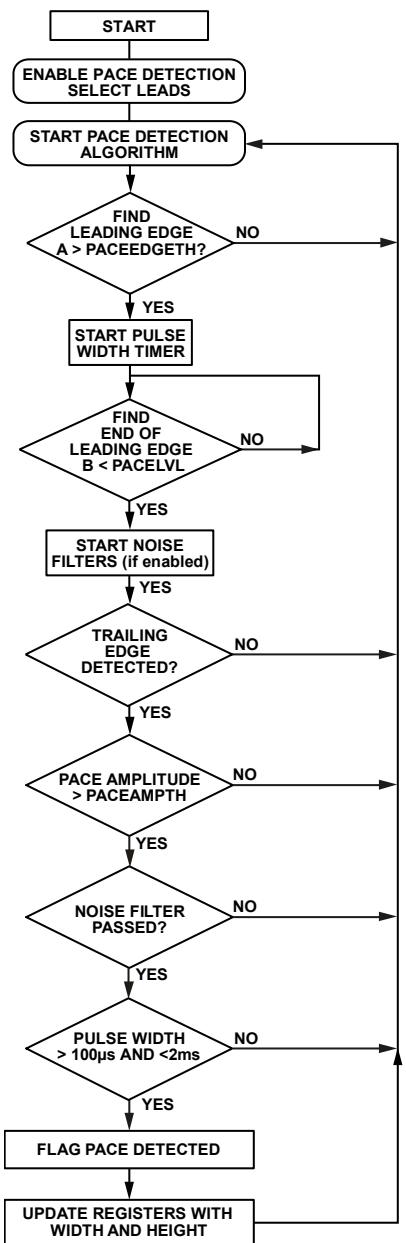 START
ENABLE PACE DETECTION
SELECT LEADS
START PACE DETECTION
ALGORITHM
FIND
LEADING EDGE
A > PACEEDGETH?
NO
YES
START PULSE
WIDTH TIMER
FIND
END OF
LEADING EDGE
B < PACELVL
NO
YES
START NOISE
FILTERS (if enabled)
YES
TRAILING
EDGE
DETECTED?
NO
YES
PACE AMPLITUDE
> PACEAMPTH
NO
YES
NOISE FILTER
PASSED?
NO
YES
PULSE WIDTH
> 100µs AND <2ms
NO
YES
FLAG PACE DETECTED
UPDATE REGISTERS WITH
WIDTH AND HEIGHT